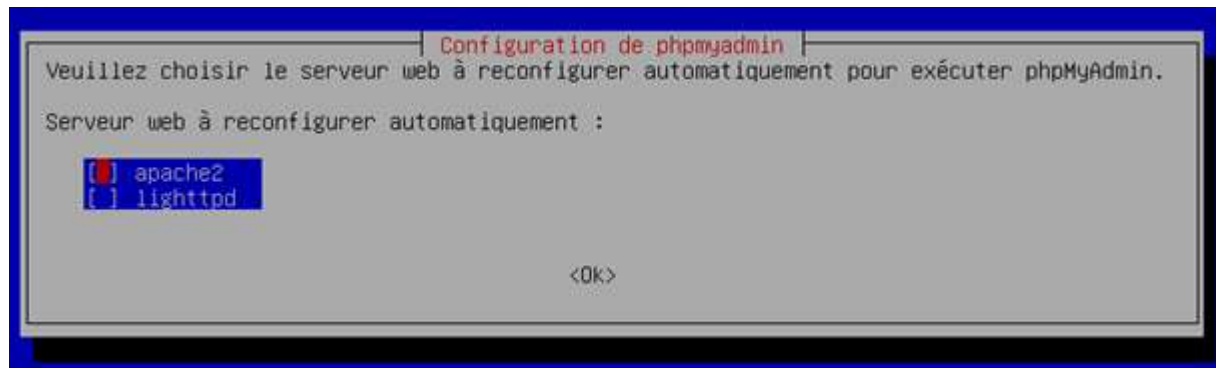 Configuration de phpmyadmin
Veuillez choisir le serveur web à reconfigurer automatiquement pour exécuter phpMyAdmin.
Serveur web à reconfigurer automatiquement :
[ ] apache2
[ ] lighttpd
<Ok>